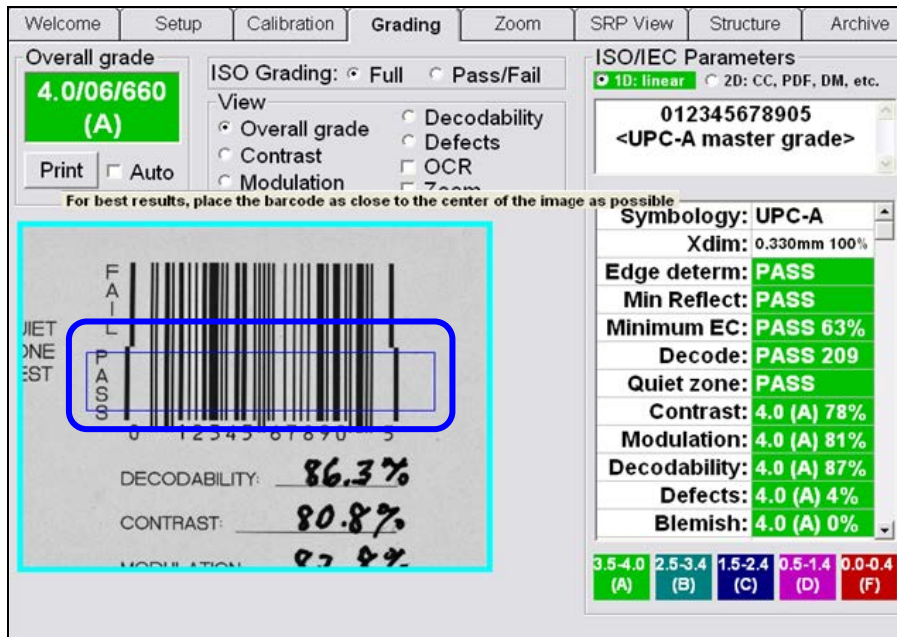 Welcome Setup Calibration Grading Zoom SRP View Structure Archive
Overall grade
4.0/06/660
(A)
Print Auto
ISO Grading: Full Pass/Fail
View
Overall grade
Contrast
Modulation
Decodability
Defects
OCR
Zoom
ISO/IEC Parameters
1D: linear 2D: CC, PDF, DM, etc.
012345678905
<UPC-A master grade>
For best results, place the barcode as close to the center of the image as possible
FAIL
PASS
0 12345 67890 5
DECODABILITY: 86.3%
CONTRAST: 80.8%
Symbology: UPC-A
Xdim: 0.330mm 100%
Edge determ: PASS
Min Reflect: PASS
Minimum EC: PASS 63%
Decode: PASS 209
Quiet zone: PASS
Contrast: 4.0 (A) 78%
Modulation: 4.0 (A) 81%
Decodability: 4.0 (A) 87%
Defects: 4.0 (A) 4%
Blemish: 4.0 (A) 0%
3.5-4.0 2.5-3.4 1.5-2.4 0.5-1.4 0.0-0.4
(A) (B) (C) (D) (F)